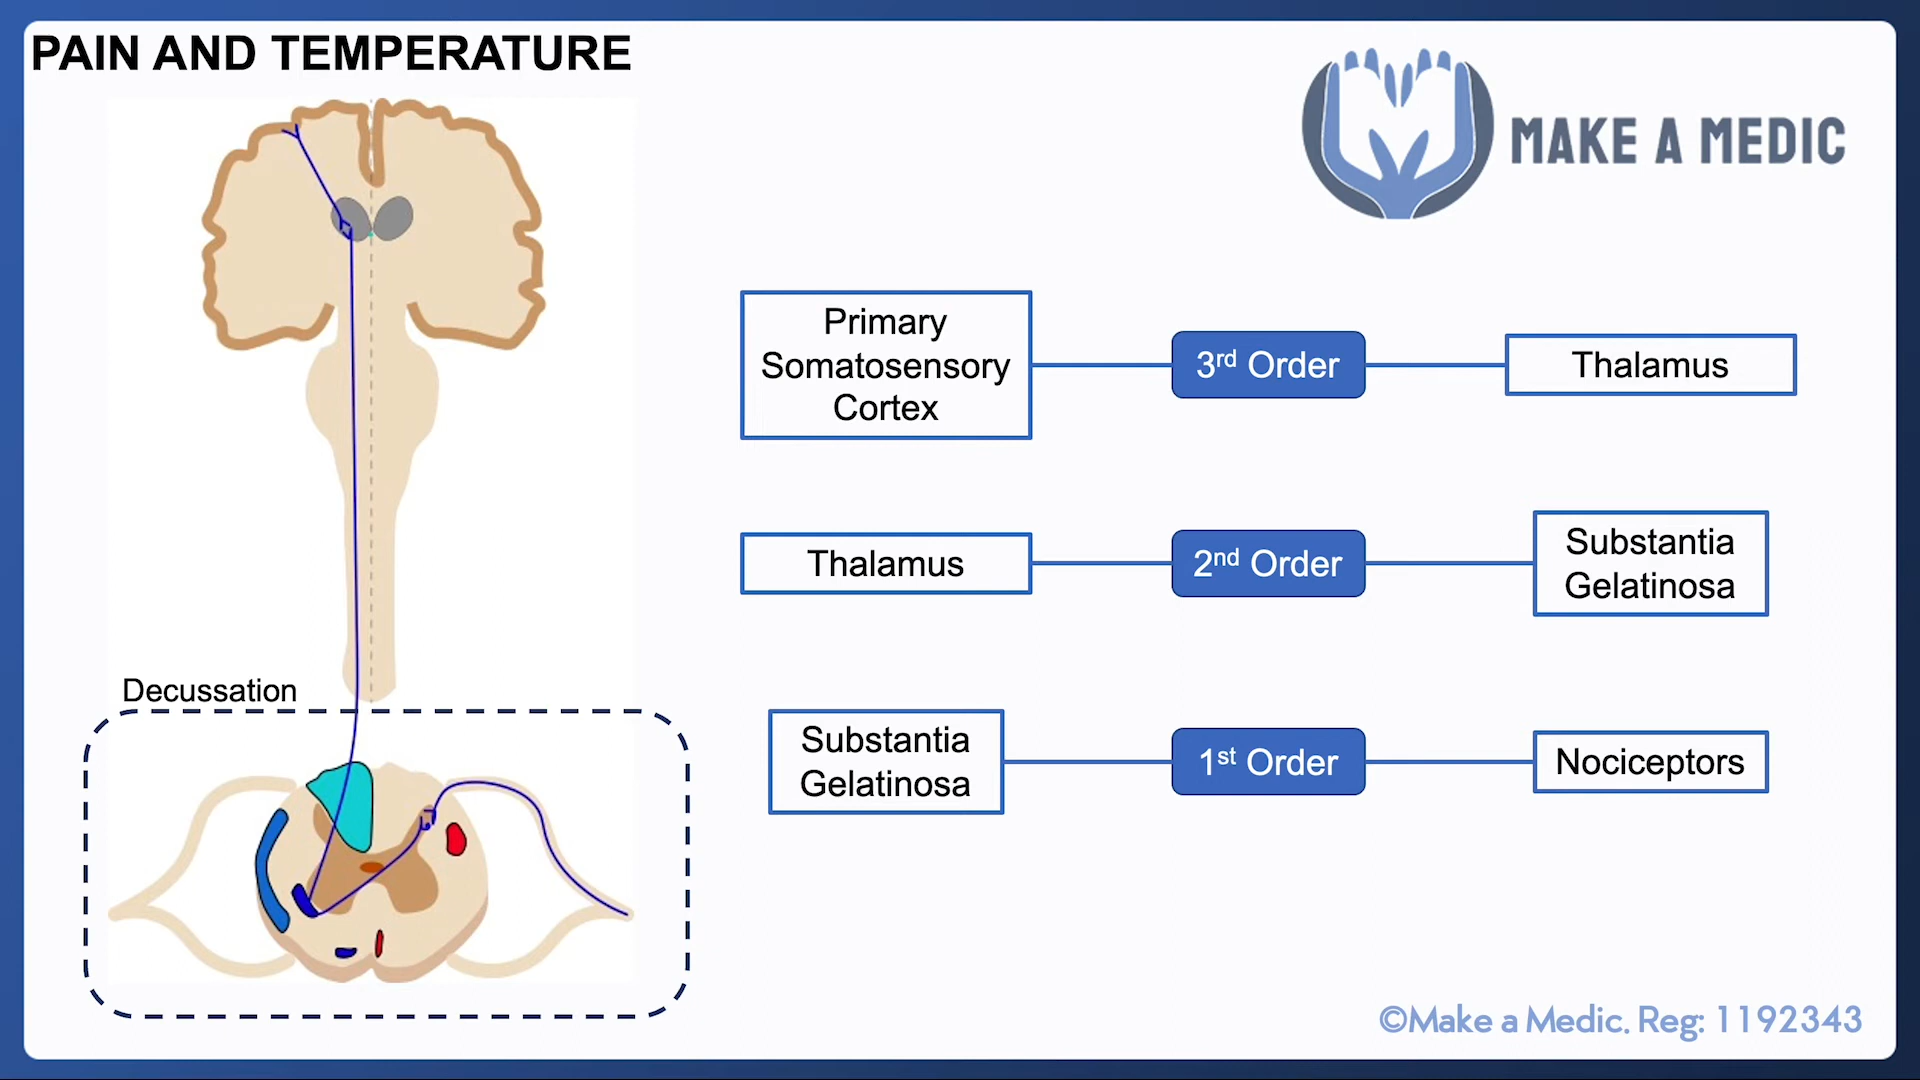 PAIN AND TEMPERATURE
MAKE A MEDIC
Primary
Somatosensory
Cortex
3rd Order
Thalamus
Thalamus
2nd Order
Substantia
Gelatinosa
Decussation
Substantia
Gelatinosa
1st Order
Nociceptors
©Make a Medic. Reg: 1192343